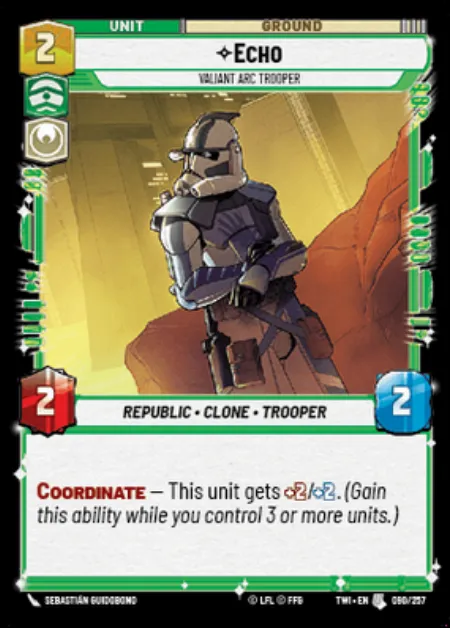 UNIT GROUND
2 ✧ECHO
VALIANT ARC TROOPER
2 REPUBLIC • CLONE • TROOPER 2
COORDINATE – This unit gets +2/+2. (Gain
this ability while you control 3 or more units.)
SEBASTIÁN GUIDOBONO © LFL © FFG TWI • EN 090/257